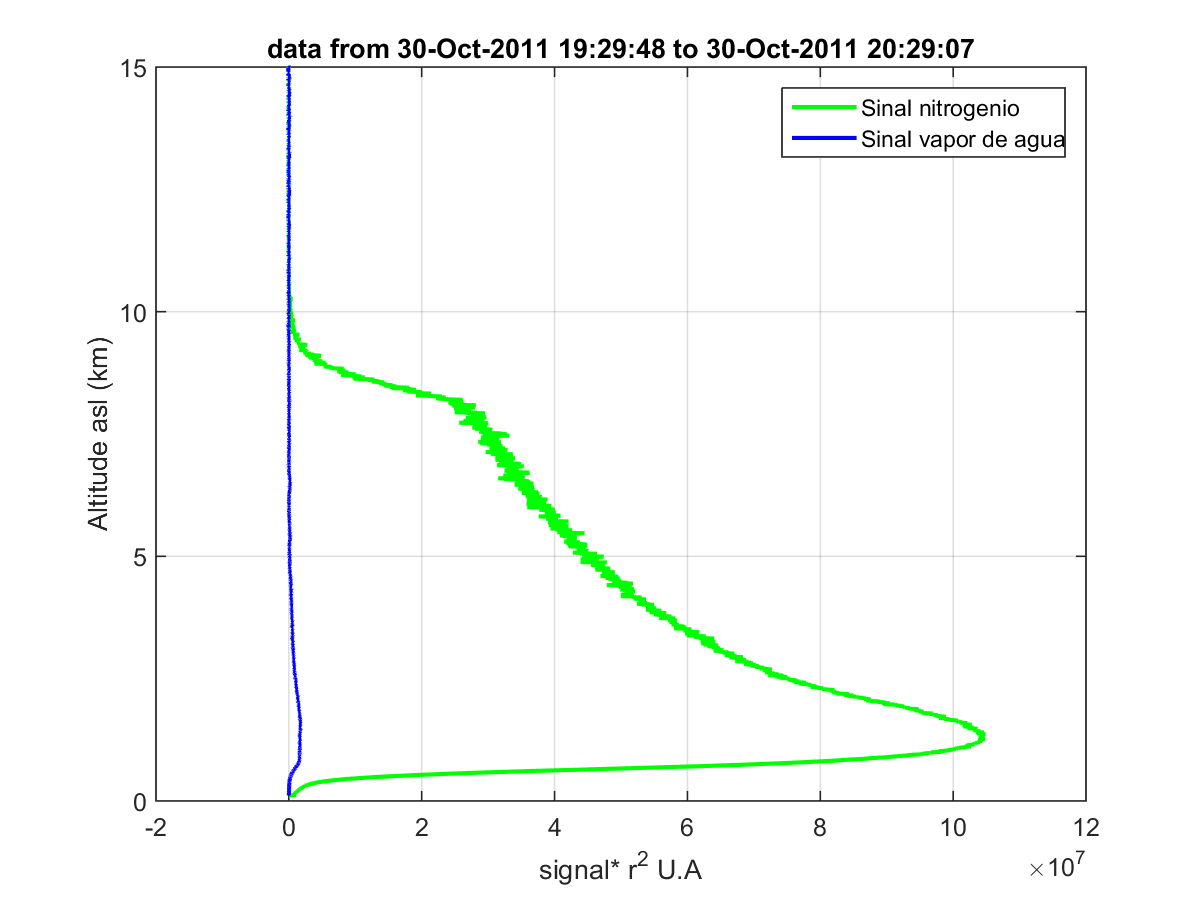 data from 30-Oct-2011 19:29:48 to 30-Oct-2011 20:29:07
Sinal nitrogenio
Sinal vapor de agua
Altitude asl (km)
15
10
5
0
-2 0 2 4 6 8 10 12
×10^7
signal* r^2 U.A